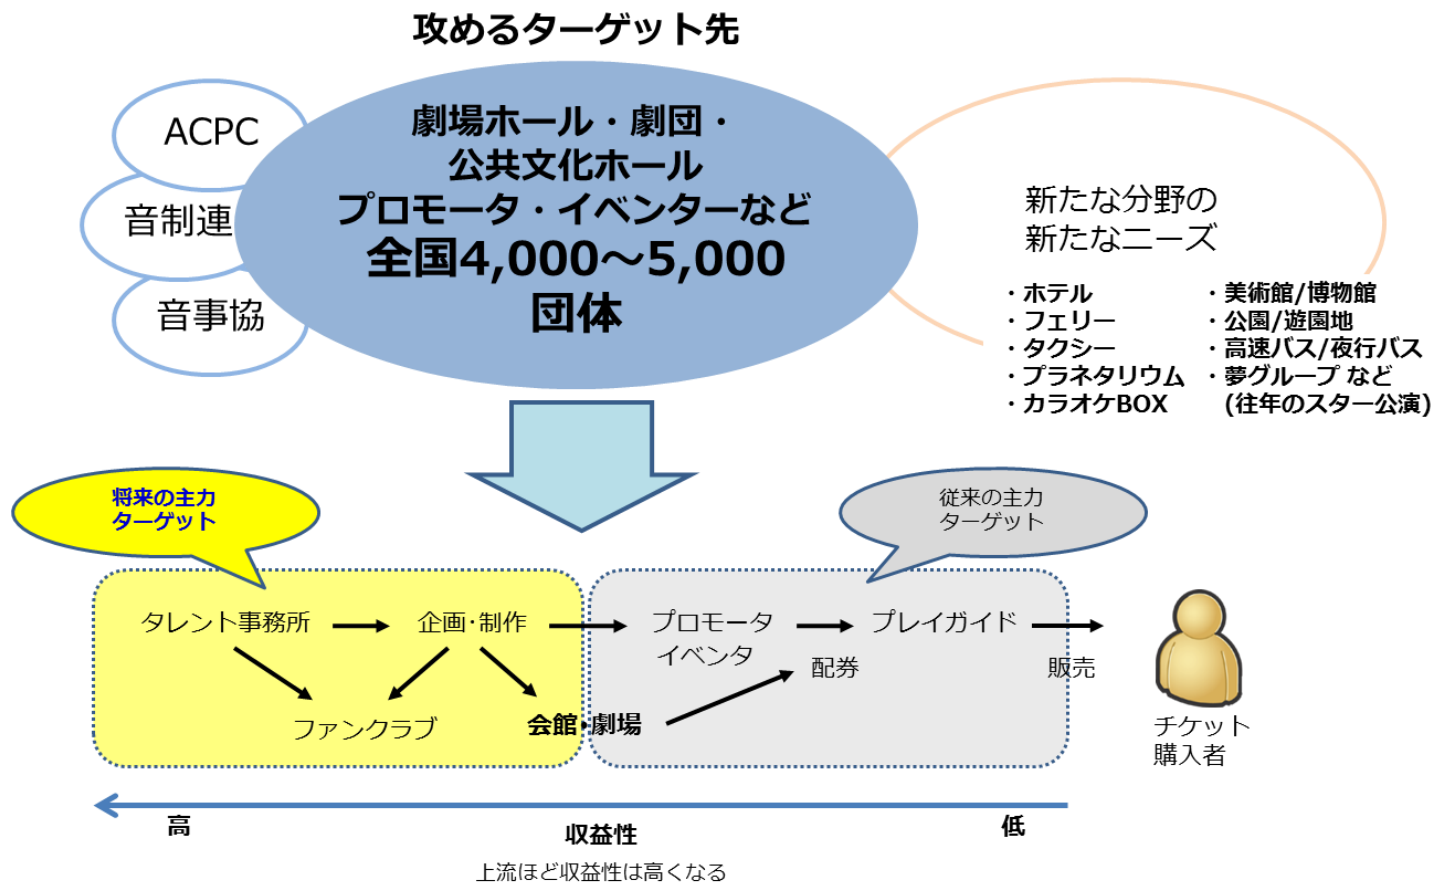 攻めるターゲット先
ACPC
音制連
音事協
劇場ホール・劇団・
公共文化ホール
プロモータ・イベンターなど
全国4,000～5,000
団体
新たな分野の
新たなニーズ
・ホテル
・フェリー
・タクシー
・プラネタリウム
・カラオケBOX
・美術館/博物館
・公園/遊園地
・高速バス/夜行バス
・夢グループ など
(往年のスター公演)
将来の主力
ターゲット
従来の主力
ターゲット
タレント事務所
企画・制作
プロモータ
イベンタ
プレイガイド
配券
販売
ファンクラブ
会館・劇場
チケット
購入者
高
収益性
低
上流ほど収益性は高くなる